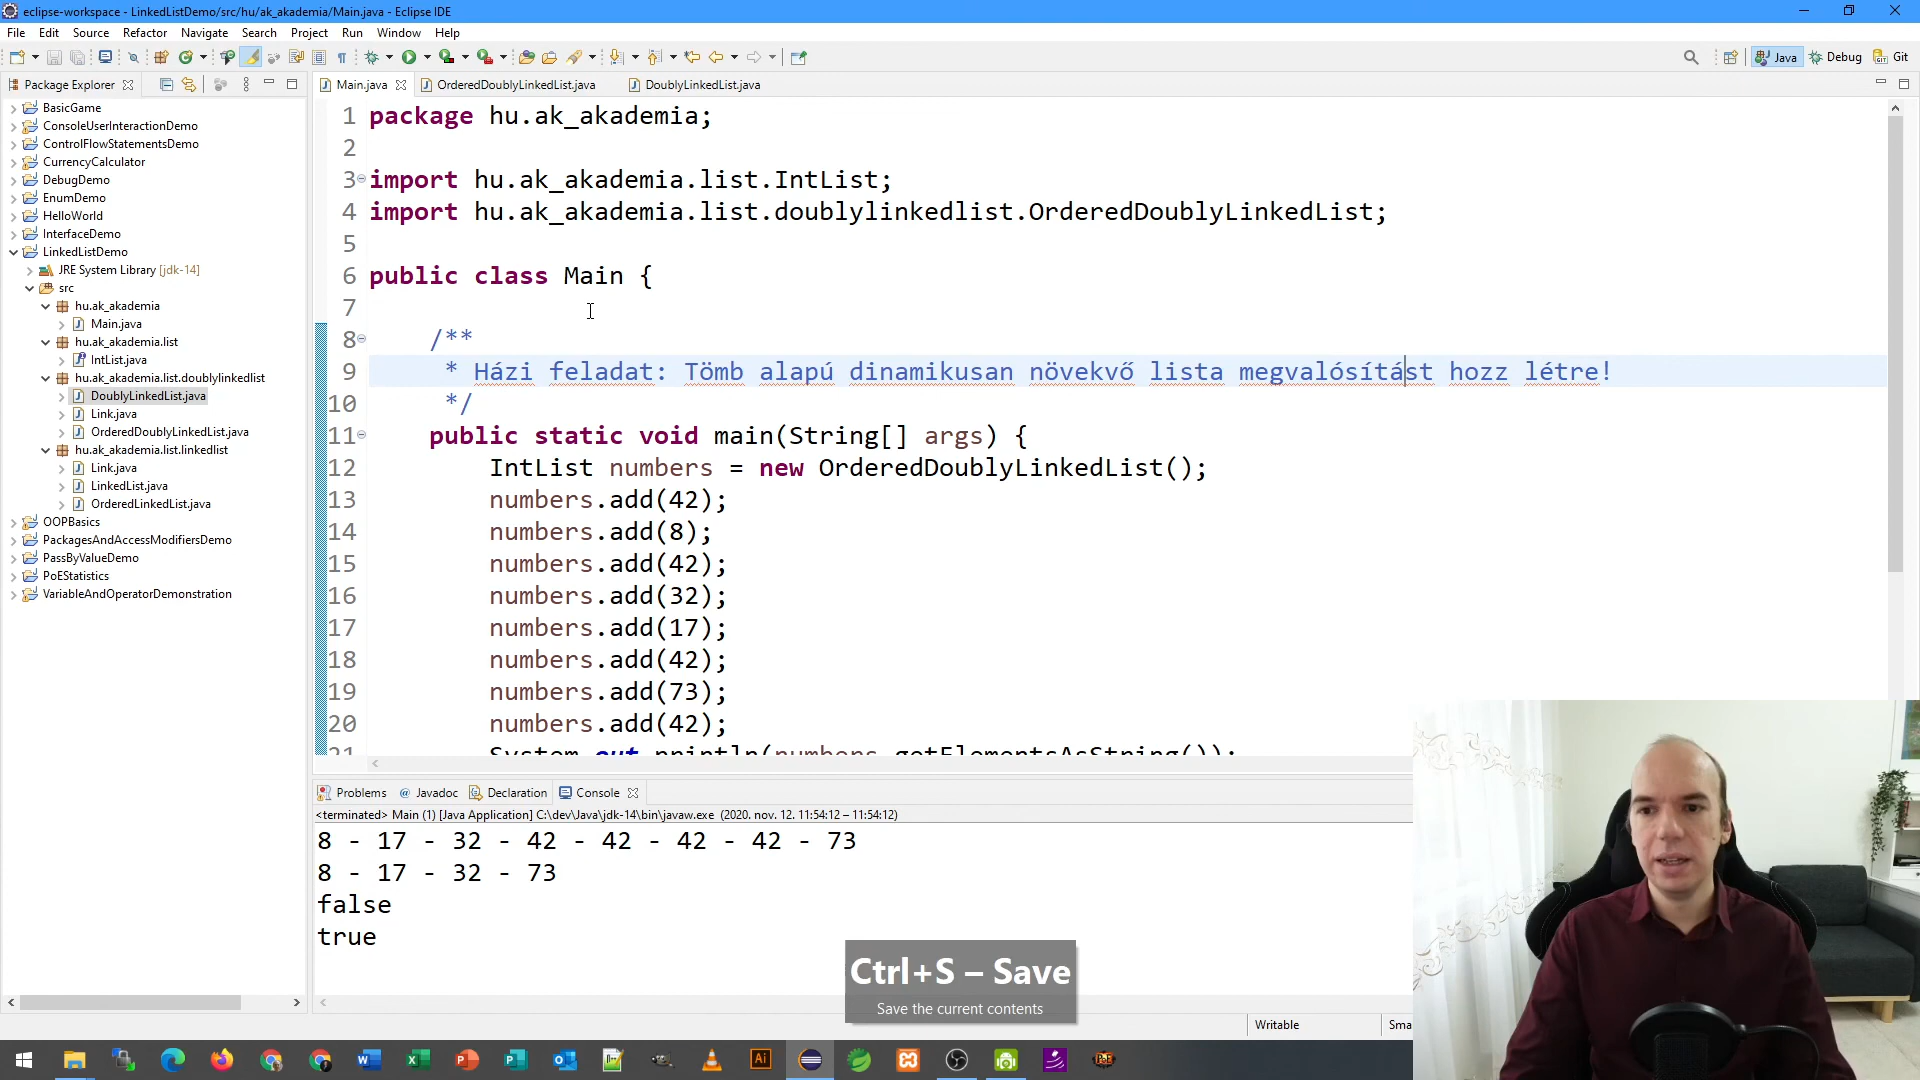 eclipse-workspace - LinkedListDemo/src/hu/ak_akademia/Main.java - Eclipse IDE
File Edit Source Refactor Navigate Search Project Run Window Help
Java Debug Git
Package Explorer
BasicGame
ConsoleUserInteractionDemo
ControlFlowStatementsDemo
CurrencyCalculator
DebugDemo
EnumDemo
HelloWorld
InterfaceDemo
LinkedListDemo
JRE System Library [jdk-14]
src
hu.ak_akademia
Main.java
hu.ak_akademia.list
IntList.java
hu.ak_akademia.list.doublylinkedlist
DoublyLinkedList.java
Link.java
OrderedDoublyLinkedList.java
hu.ak_akademia.list.linkedlist
Link.java
LinkedList.java
OrderedLinkedList.java
OOPBasics
PackagesAndAccessModifiersDemo
PassByValueDemo
PoEStatistics
VariableAndOperatorDemonstration
Main.java OrderedDoublyLinkedList.java DoublyLinkedList.java
1 package hu.ak_akademia;
2
3 import hu.ak_akademia.list.IntList;
4 import hu.ak_akademia.list.doublylinkedlist.OrderedDoublyLinkedList;
5
6 public class Main {
7
8 /**
9 * Házi feladat: Tömb alapú dinamikusan növekvő lista megvalósítást hozz létre!
10 */
11 public static void main(String[] args) {
12 IntList numbers = new OrderedDoublyLinkedList();
13 numbers.add(42);
14 numbers.add(8);
15 numbers.add(42);
16 numbers.add(32);
17 numbers.add(17);
18 numbers.add(42);
19 numbers.add(73);
20 numbers.add(42);
21 System.out.println(numbers.getElementsAsString());
Problems Javadoc Declaration Console
<terminated> Main (1) [Java Application] C:\dev\Java\jdk-14\bin\javaw.exe (2020. nov. 12. 11:54:12 – 11:54:12)
8 - 17 - 32 - 42 - 42 - 42 - 42 - 73
8 - 17 - 32 - 73
false
true
Ctrl+S – Save
Save the current contents
Writable Sma